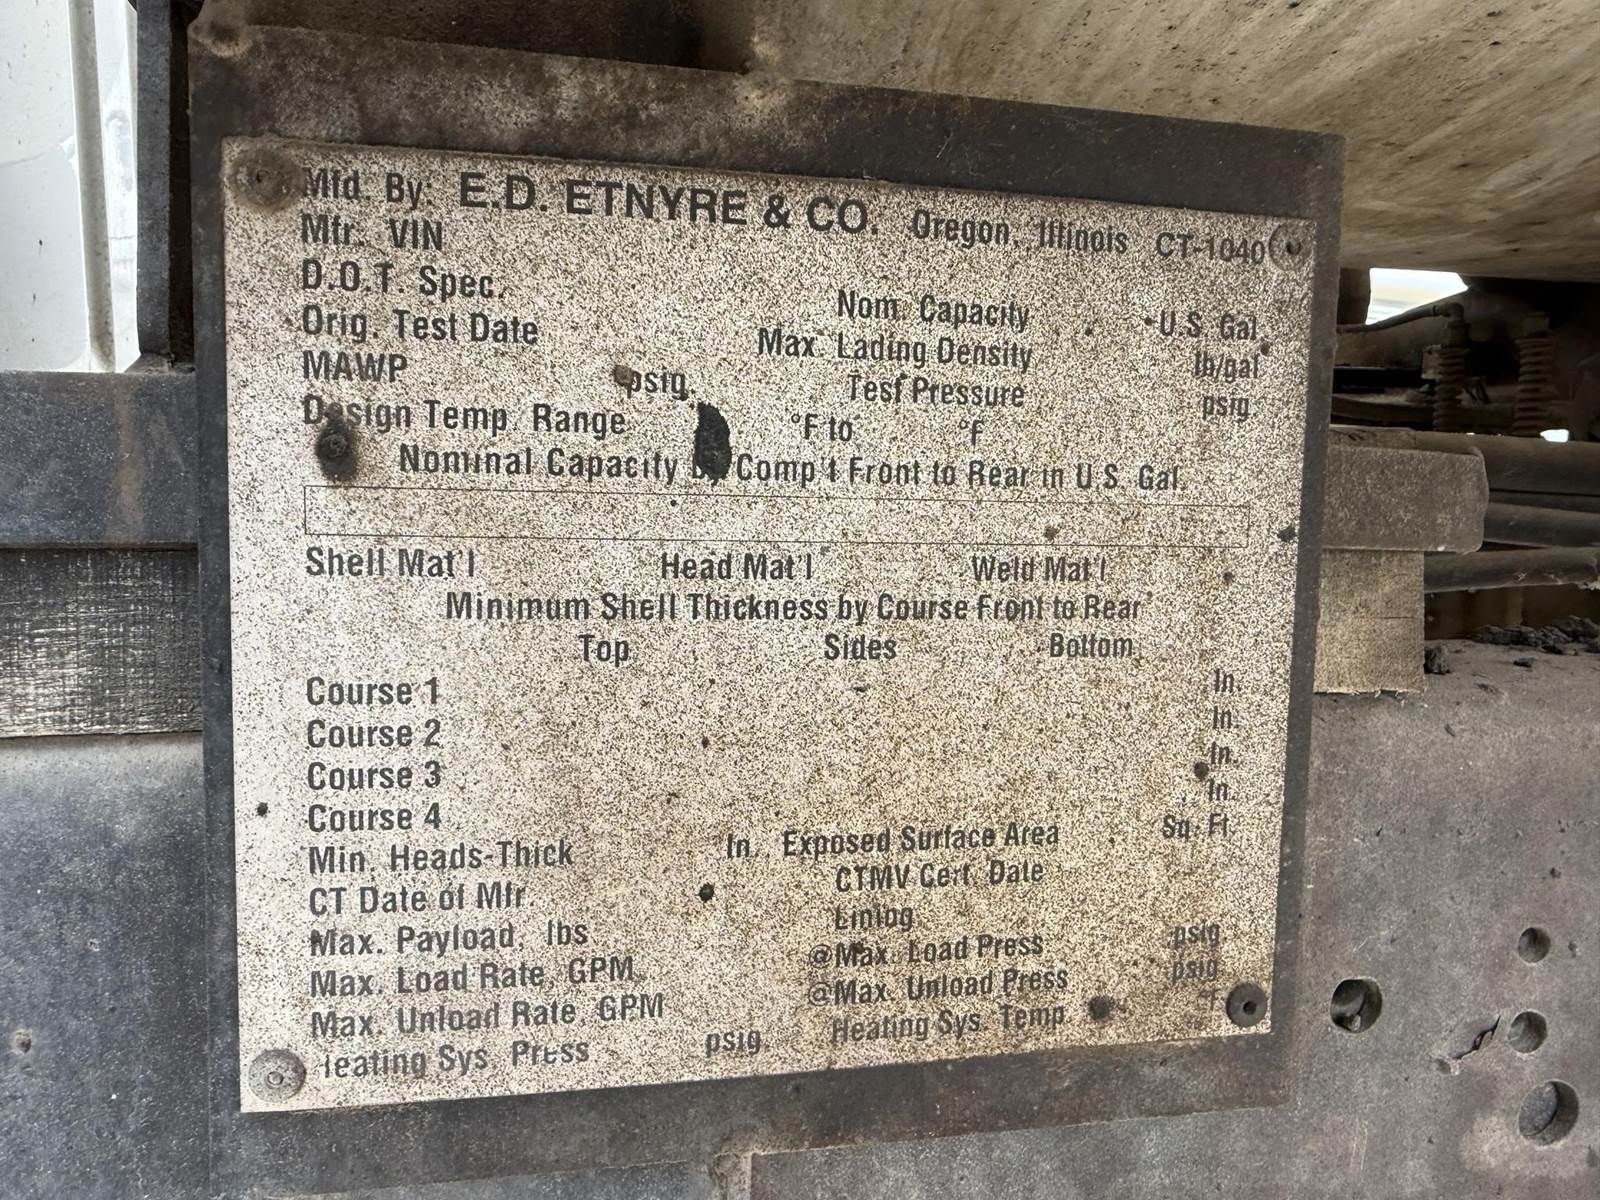 Mfd. By: E.D. ETNYRE & CO. Oregon, Illinois CT-1040
Mfr. VIN
D.O.T. Spec. Nom. Capacity U.S. Gal.
Orig. Test Date Max. Lading Density lb/gal
MAWP psig. Test Pressure psig
Design Temp. Range °F to °F
Nominal Capacity by Comp't Front to Rear in U.S. Gal.
Shell Mat'l Head Mat'l Weld Mat'l
Minimum Shell Thickness by Course Front to Rear
Top Sides Bottom
Course 1 In.
Course 2 In.
Course 3 In.
Course 4 In.
Min. Heads-Thick In. Exposed Surface Area Sq. Ft.
CT Date of Mfr. CTMV Cert. Date
Max. Payload, lbs Lining
Max. Load Rate, GPM @Max. Load Press psig
Max. Unload Rate, GPM @Max. Unload Press psig
Heating Sys. Press psig Heating Sys. Temp °F